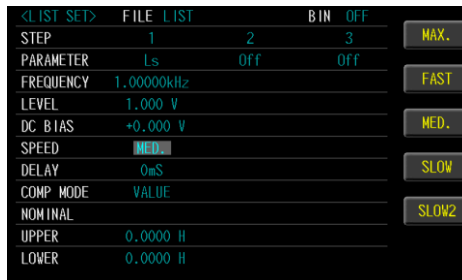 <LIST SET> FILE LIST BIN OFF
STEP 1 2 3
PARAMETER Ls Off Off
FREQUENCY 1.00000kHz
LEVEL 1.000 V
DC BIAS +0.000 V
SPEED MED.
DELAY 0mS
COMP MODE VALUE
NOMINAL
UPPER 0.0000 H
LOWER 0.0000 H
MAX.
FAST
MED.
SLOW
SLOW2